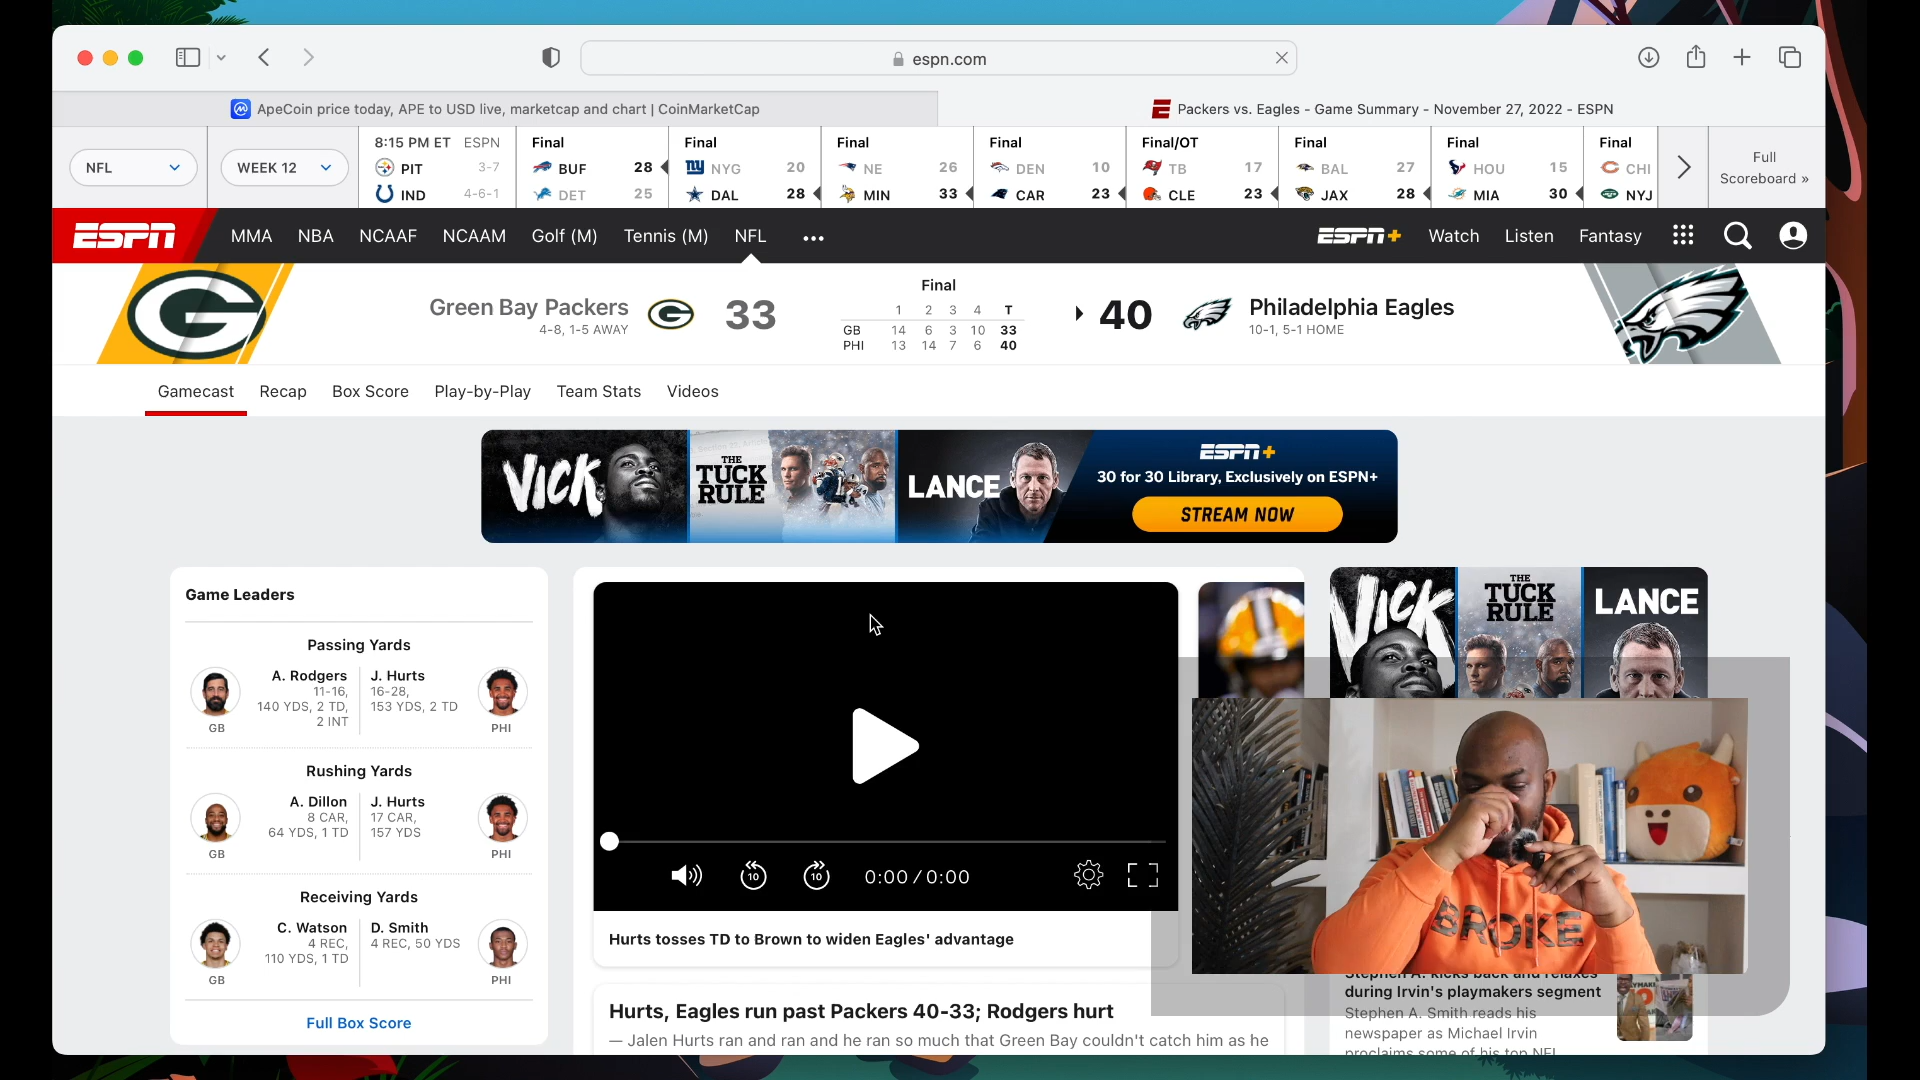 espn.com
ApeCoin price today, APE to USD live, marketcap and chart | CoinMarketCap
Packers vs. Eagles - Game Summary - November 27, 2022 - ESPN
NFL
WEEK 12
8:15 PM ET ESPN
PIT 3-7
IND 4-6-1
Final
BUF 28
DET 25
Final
NYG 20
DAL 28
Final
NE 26
MIN 33
Final
DEN 10
CAR 23
Final/OT
TB 17
CLE 23
Final
BAL 27
JAX 28
Final
HOU 15
MIA 30
Final
CHI
NYJ
Full
Scoreboard »
ESPN MMA NBA NCAAF NCAAM Golf (M) Tennis (M) NFL ••• ESPN+ Watch Listen Fantasy
Green Bay Packers
4-8, 1-5 AWAY
G
33
Final
1 2 3 4 T
GB 14 6 3 10 33
PHI 13 14 7 6 40
40
Philadelphia Eagles
10-1, 5-1 HOME
Gamecast Recap Box Score Play-by-Play Team Stats Videos
VICK
THE
TUCK
RULE
LANCE
ESPN+
30 for 30 Library, Exclusively on ESPN+
STREAM NOW
Game Leaders
Passing Yards
A. Rodgers
11-16,
140 YDS, 2 TD,
2 INT
GB
J. Hurts
16-28,
153 YDS, 2 TD
PHI
Rushing Yards
A. Dillon
8 CAR,
64 YDS, 1 TD
GB
J. Hurts
17 CAR,
157 YDS
PHI
Receiving Yards
C. Watson
4 REC,
110 YDS, 1 TD
GB
D. Smith
4 REC, 50 YDS
PHI
Full Box Score
10 10 0:00 / 0:00
Hurts tosses TD to Brown to widen Eagles' advantage
Hurts, Eagles run past Packers 40-33; Rodgers hurt
— Jalen Hurts ran and ran and he ran so much that Green Bay couldn't catch him as he
VICK
THE
TUCK
RULE
LANCE
BROKE
Stephen A. kicks back and relaxes
during Irvin's playmakers segment
Stephen A. Smith reads his
newspaper as Michael Irvin
proclaims some of his top NFL